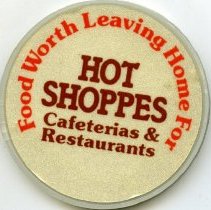 Food Worth Leaving Home For
HOT
SHOPPES
Cafeterias &
Restaurants